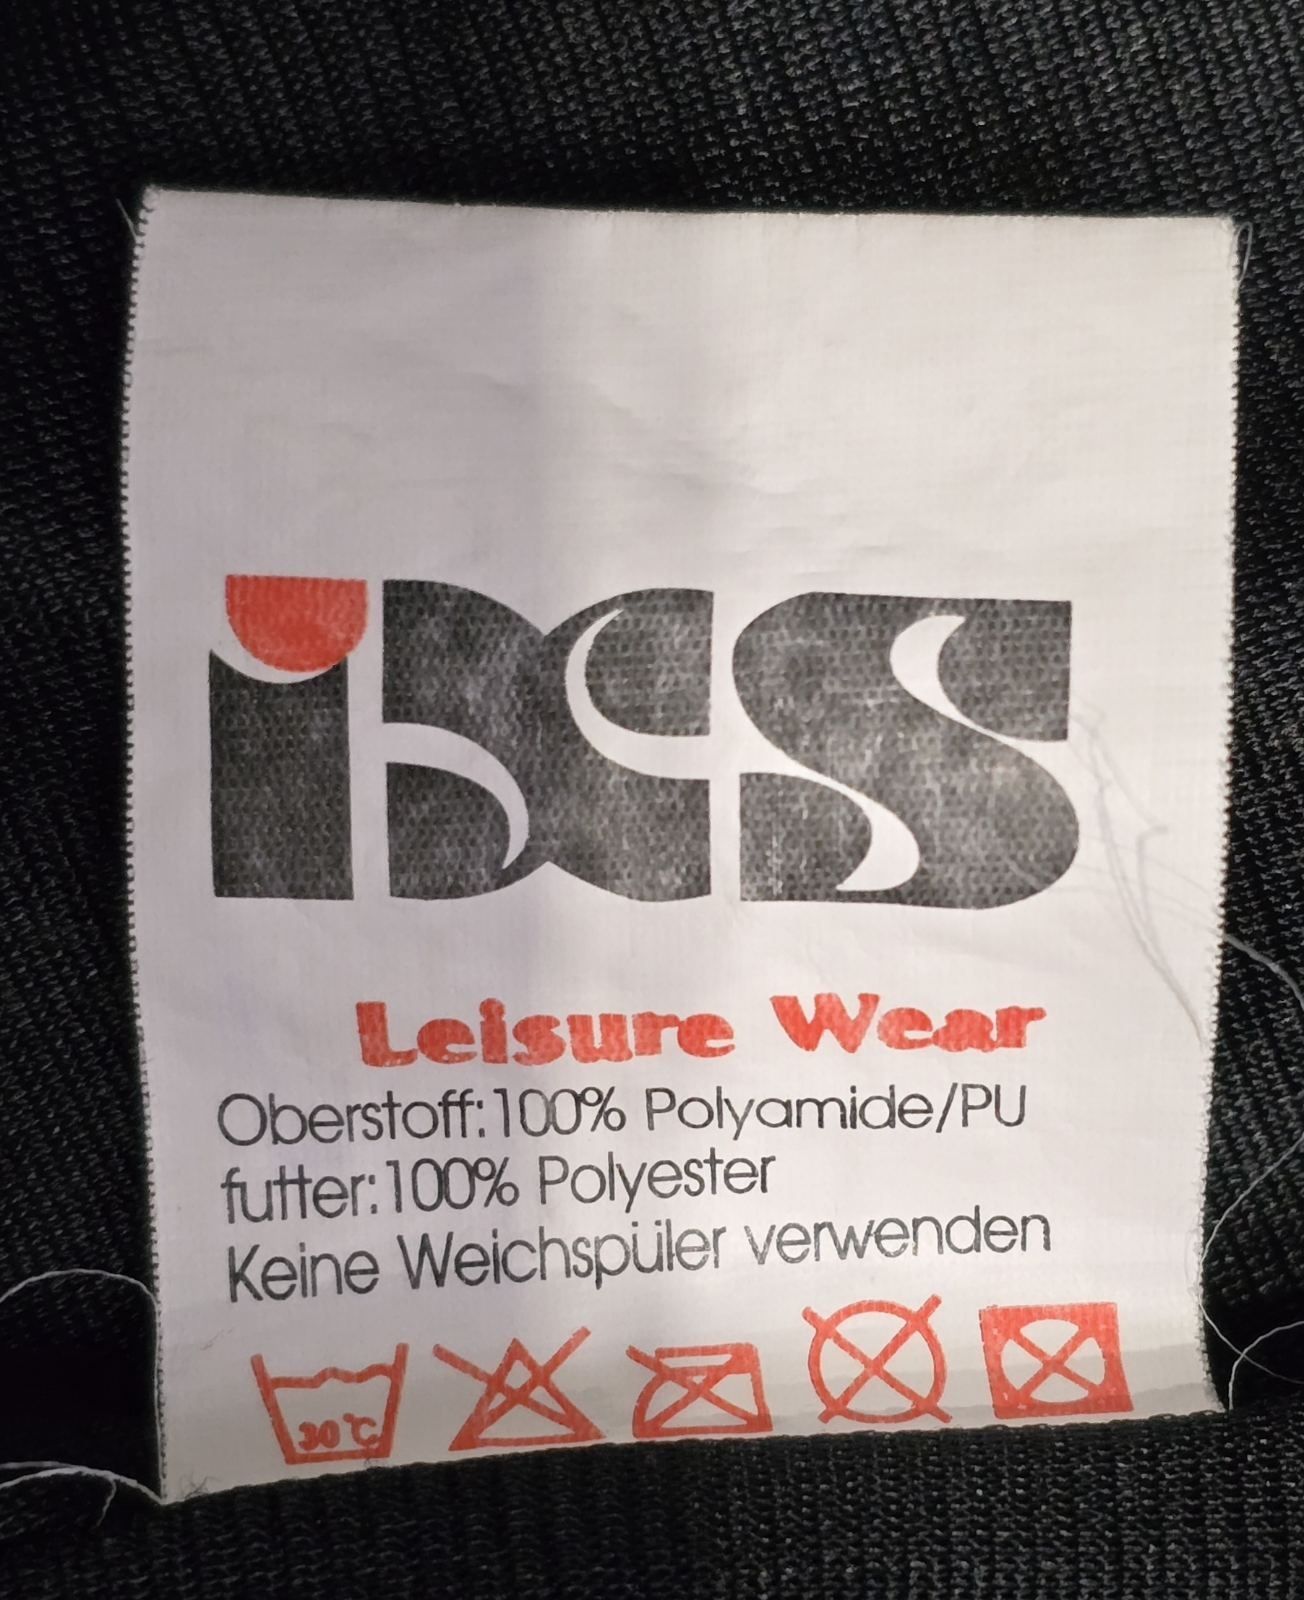 iXS
Leisure Wear
Oberstoff:100% Polyamide/PU
futter:100% Polyester
Keine Weichspüler verwenden
30°C